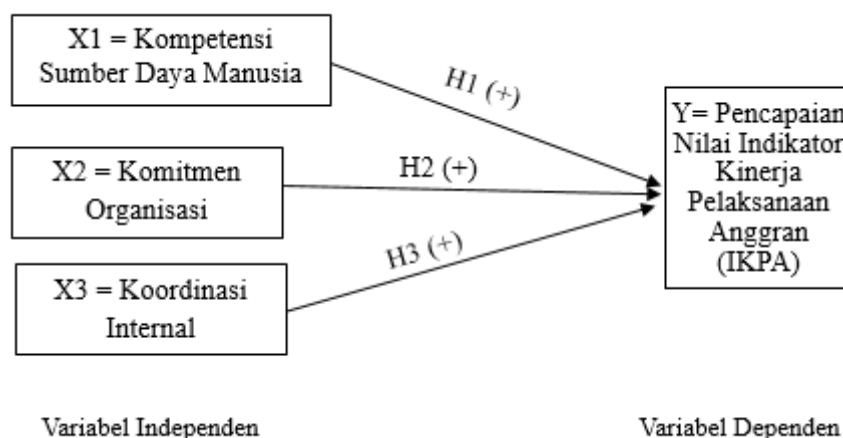 X1 = Kompetensi
Sumber Daya Manusia
H1 (+)
X2 = Komitmen
Organisasi
H2 (+)
X3 = Koordinasi
Internal
H3 (+)
Y= Pencapaian
Nilai Indikator
Kinerja
Pelaksanaan
Anggran
(IKPA)
Variabel Independen
Variabel Dependen